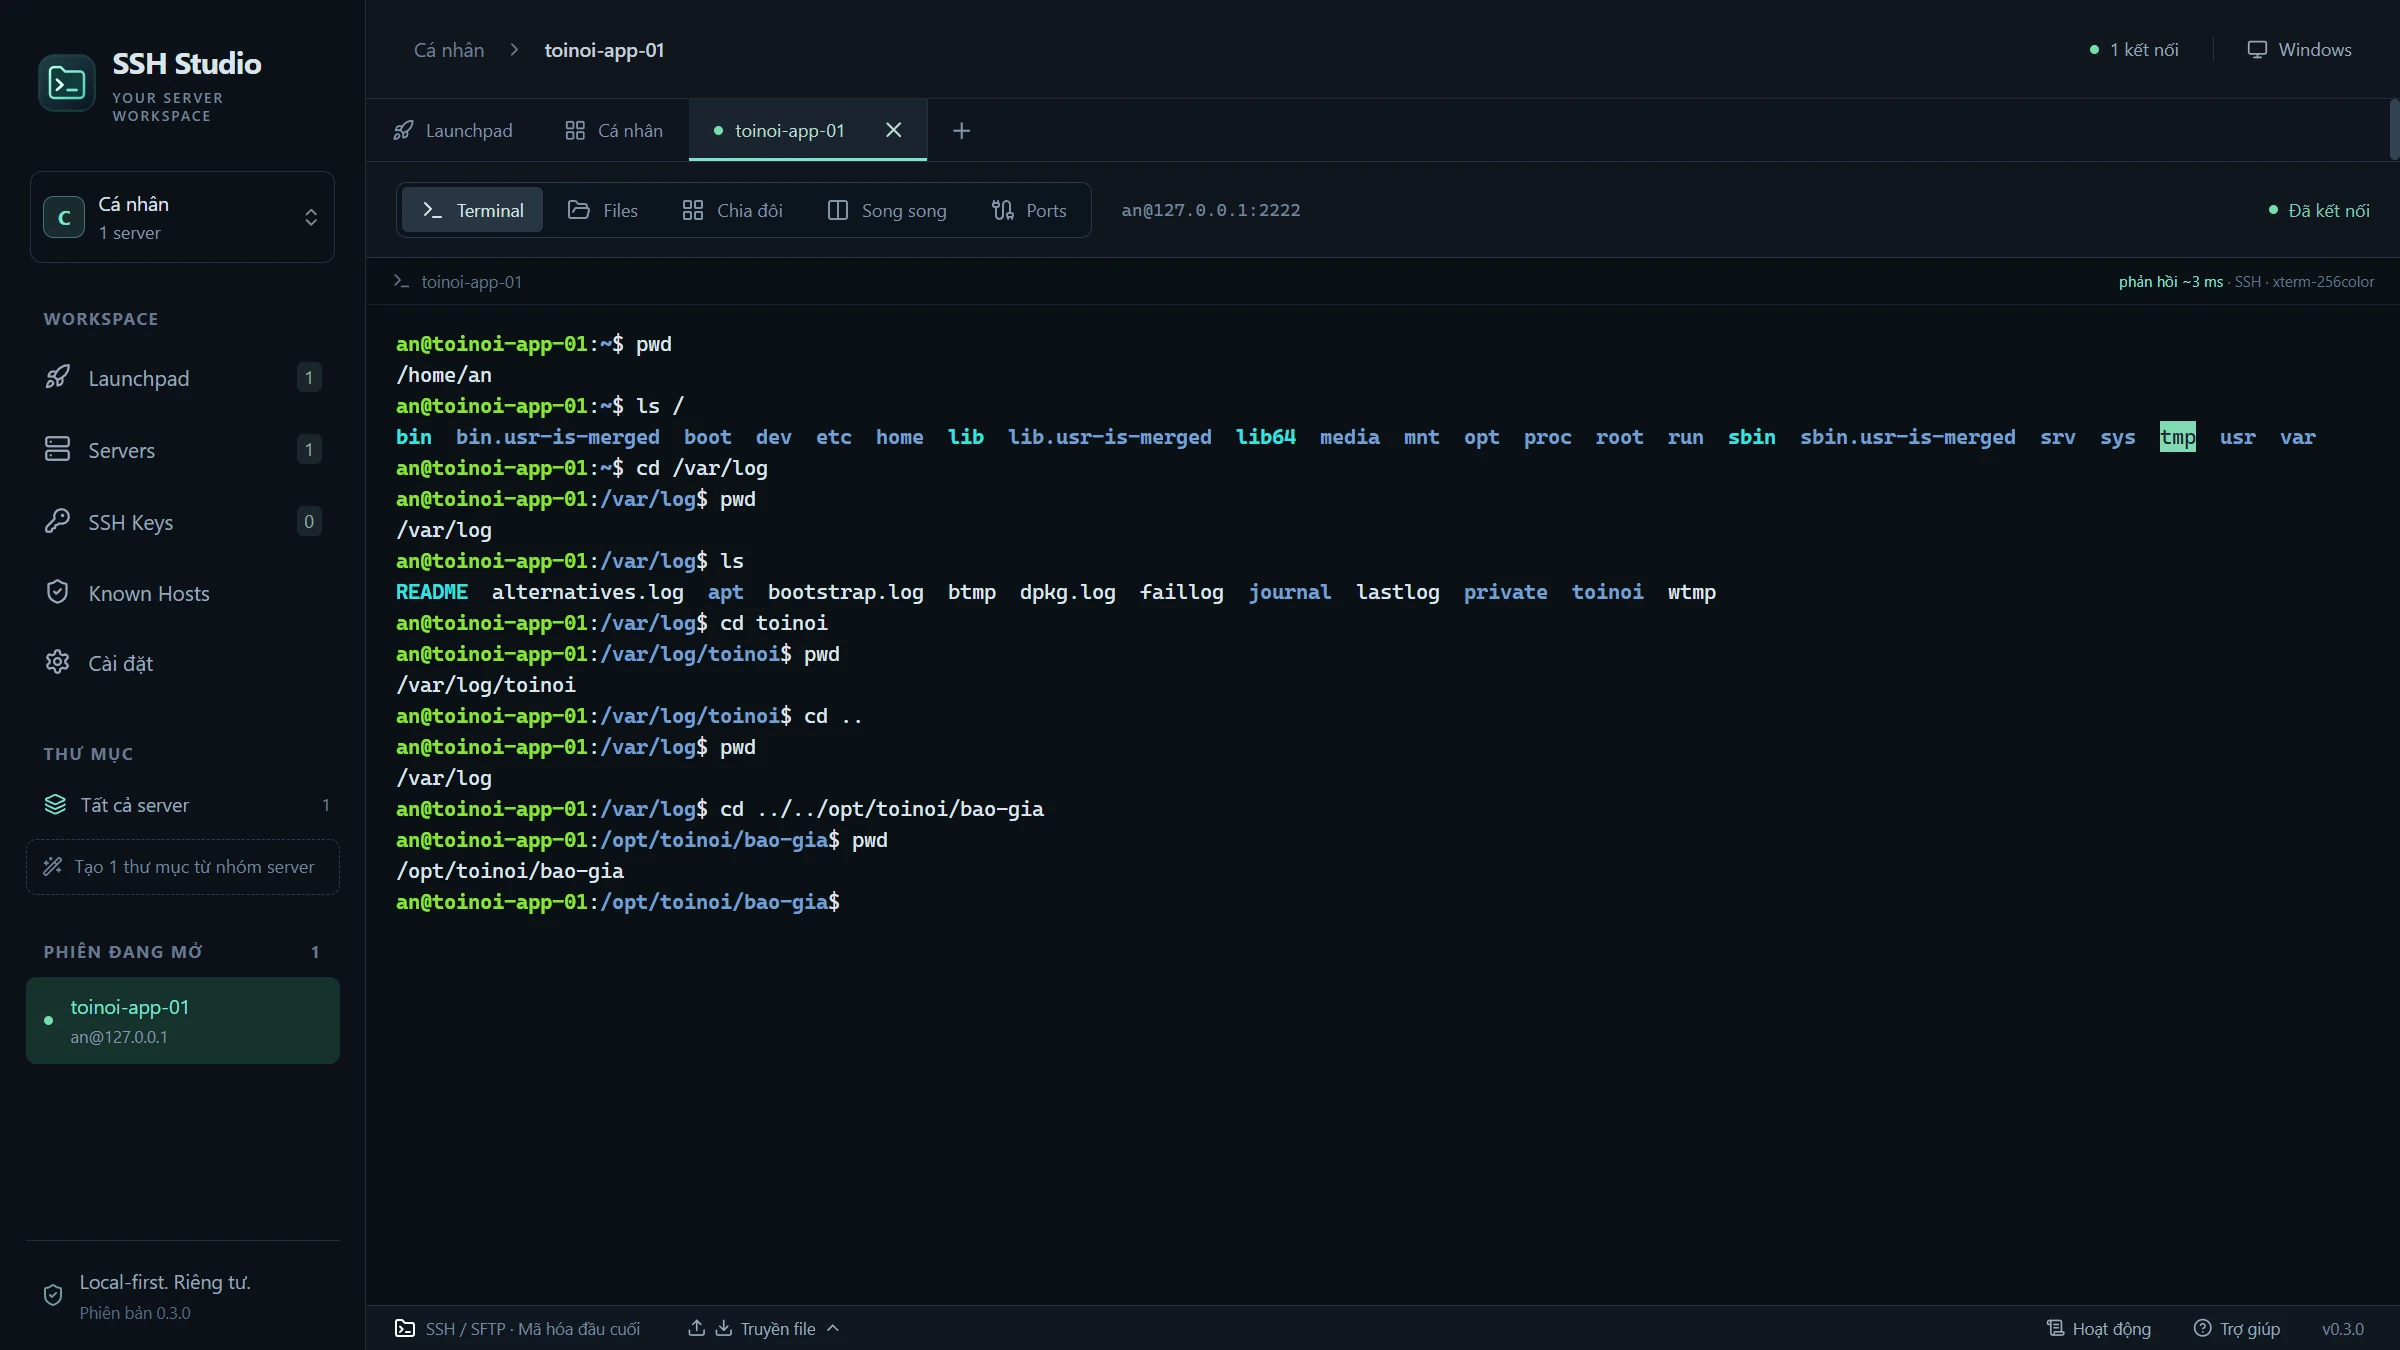 SSH Studio
YOUR SERVER
WORKSPACE
C
Cá nhân
1 server
WORKSPACE
Launchpad 1
Servers 1
SSH Keys 0
Known Hosts
Cài đặt
THƯ MỤC
Tất cả server 1
Tạo 1 thư mục từ nhóm server
PHIÊN ĐANG MỞ 1
toinoi-app-01
an@127.0.0.1
Local-first. Riêng tư.
Phiên bản 0.3.0
Cá nhân > toinoi-app-01
1 kết nối
Windows
Launchpad
Cá nhân
toinoi-app-01
Terminal
Files
Chia đôi
Song song
Ports
an@127.0.0.1:2222
Đã kết nối
toinoi-app-01
phản hồi ~3 ms · SSH · xterm-256color
an@toinoi-app-01:~$ pwd
/home/an
an@toinoi-app-01:~$ ls /
bin bin.usr-is-merged boot dev etc home lib lib.usr-is-merged lib64 media mnt opt proc root run sbin sbin.usr-is-merged srv sys tmp usr var
an@toinoi-app-01:~$ cd /var/log
an@toinoi-app-01:/var/log$ pwd
/var/log
an@toinoi-app-01:/var/log$ ls
README alternatives.log apt bootstrap.log btmp dpkg.log faillog journal lastlog private toinoi wtmp
an@toinoi-app-01:/var/log$ cd toinoi
an@toinoi-app-01:/var/log/toinoi$ pwd
/var/log/toinoi
an@toinoi-app-01:/var/log/toinoi$ cd ..
an@toinoi-app-01:/var/log$ pwd
/var/log
an@toinoi-app-01:/var/log$ cd ../../opt/toinoi/bao-gia
an@toinoi-app-01:/opt/toinoi/bao-gia$ pwd
/opt/toinoi/bao-gia
an@toinoi-app-01:/opt/toinoi/bao-gia$
SSH / SFTP · Mã hóa đầu cuối
Truyền file
Hoạt động
Trợ giúp
v0.3.0